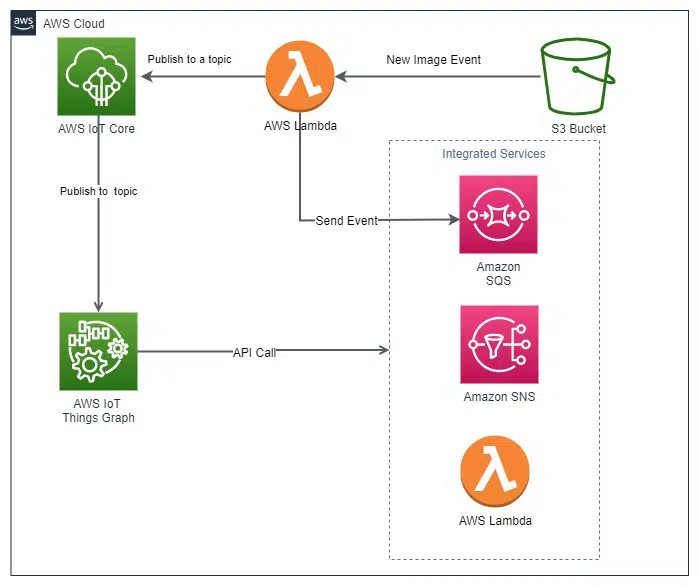 aws
AWS Cloud
Publish to a topic
New Image Event
AWS IoT Core
AWS Lambda
S3 Bucket
Integrated Services
Publish to  topic
Send Event
Amazon
SQS
API Call
AWS IoT
Things Graph
Amazon SNS
AWS Lambda